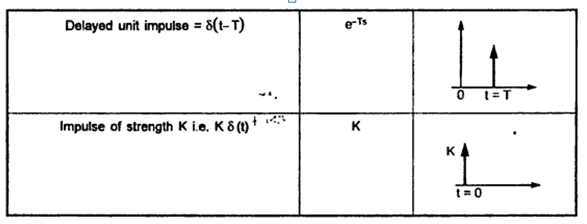 Delayed unit impulse = δ(t–T)
e^-Ts
0 t = T
Impulse of strength K i.e. K δ(t)
K
K
t = 0